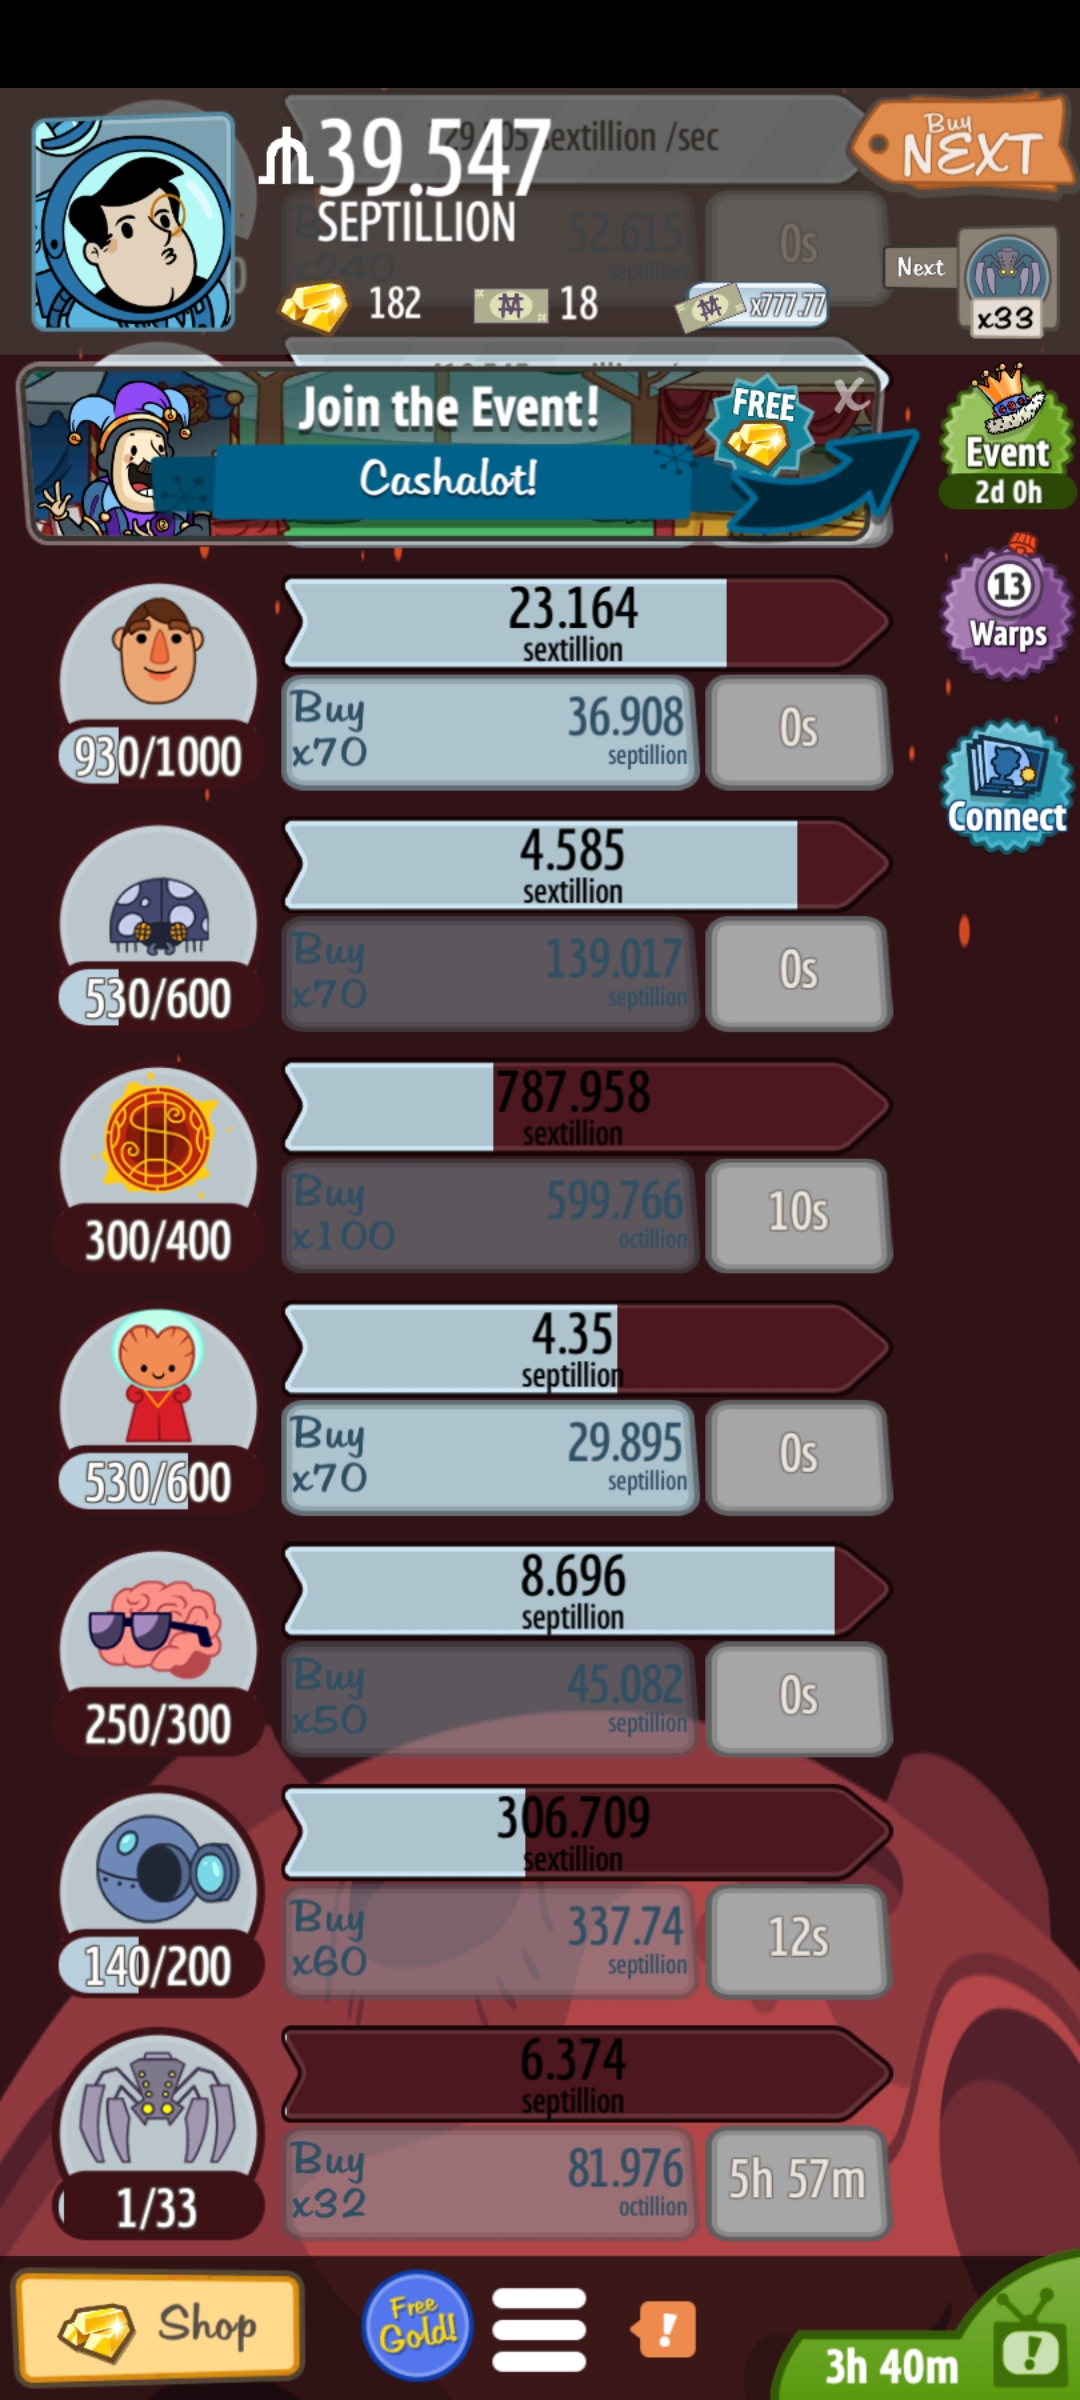 39.547
SEPTILLION
sextillion /sec
Buy
NEXT
x240
52.615
septillion
0s
Next
x33
182
18
x777.77
Join the Event!
Cashalot!
FREE
X
Event
2d 0h
23.164
sextillion
Buy
x70
36.908
septillion
0s
930/1000
13
Warps
Connect
4.585
sextillion
Buy
x70
139.017
septillion
0s
530/600
787.958
sextillion
Buy
x100
599.766
octillion
10s
300/400
4.35
septillion
Buy
x70
29.895
septillion
0s
530/600
8.696
septillion
Buy
x50
45.082
septillion
0s
250/300
306.709
sextillion
Buy
x60
337.74
septillion
12s
140/200
6.374
septillion
Buy
x32
81.976
octillion
5h 57m
1/33
Shop
Free
Gold!
!
3h 40m
!